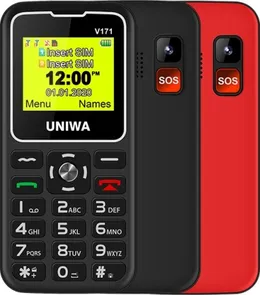 V171
Insert SIM
Insert SIM
12:00 PM
01.01.2020
Menu Names
UNIWA
1
2ABC
3DEF
4GHI
5JKL
6MNO
7PQRS
8TUV
9WXYZ
*
0
#
SOS
SOS